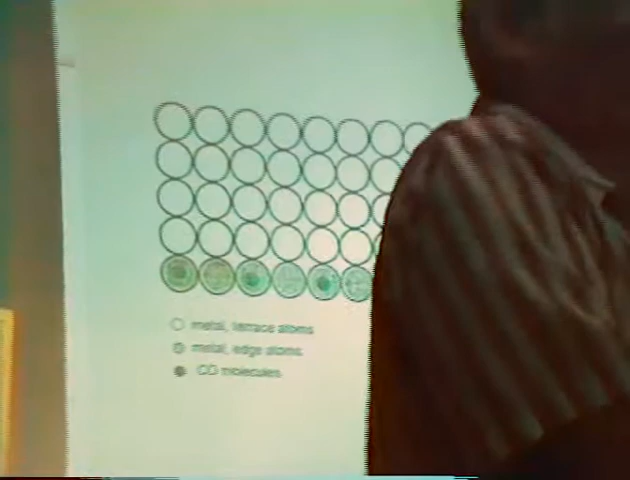 metal, terrace atoms
metal, edge atoms
CO molecules